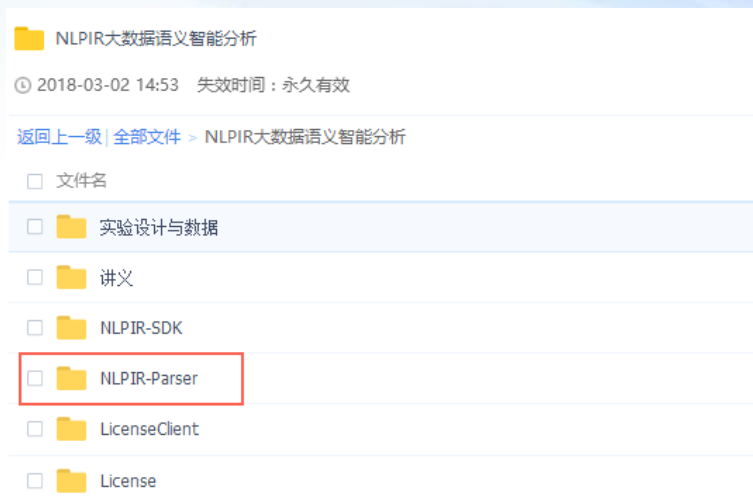 NLPIR大数据语义智能分析
2018-03-02 14:53 失效时间：永久有效
返回上一级 | 全部文件 > NLPIR大数据语义智能分析
文件名
实验设计与数据
讲义
NLPIR-SDK
NLPIR-Parser
LicenseClient
License